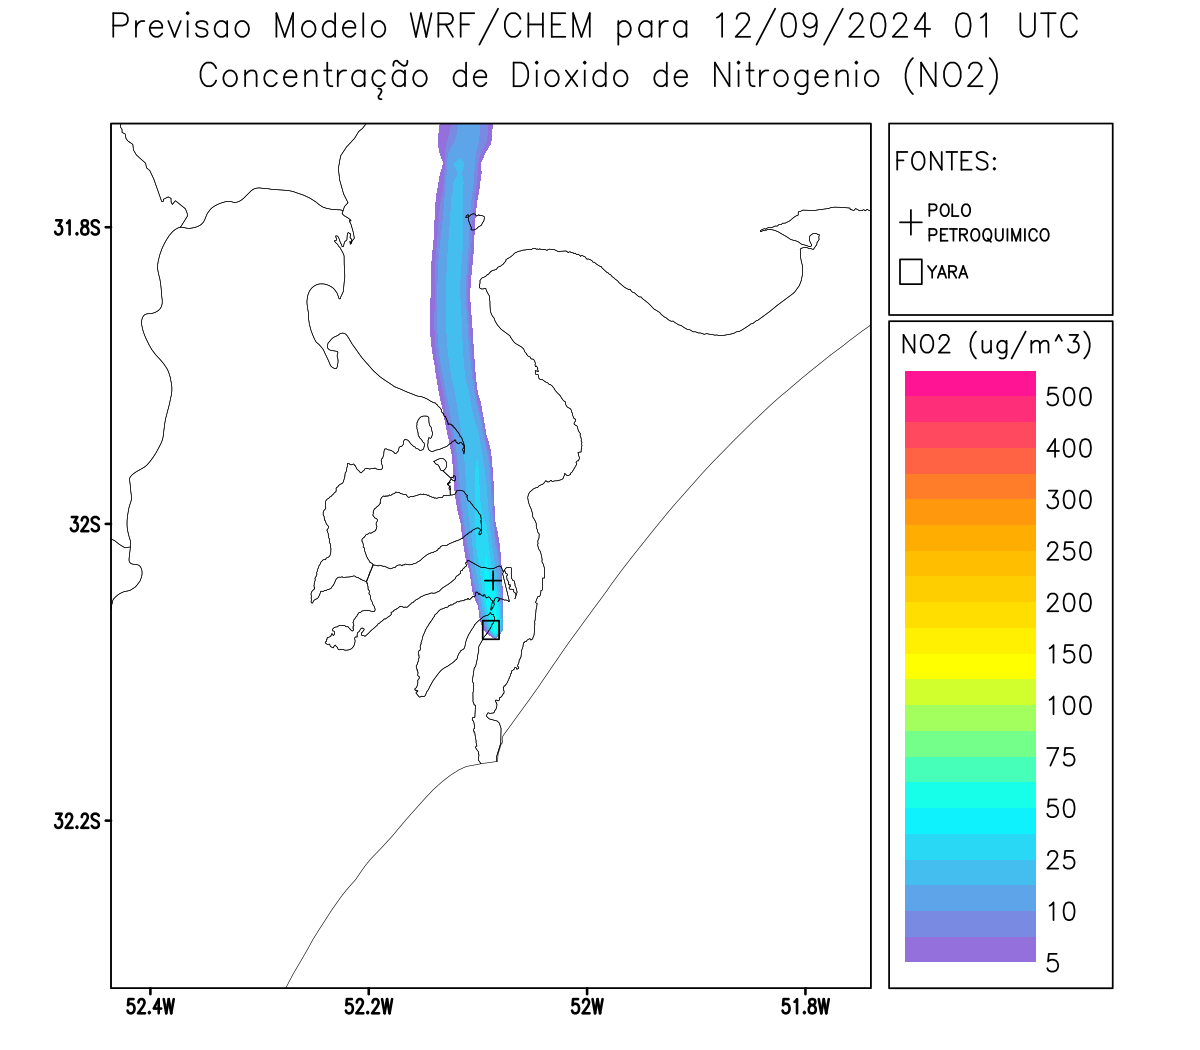 Previsao Modelo WRF/CHEM para 12/09/2024 01 UTC
Concentração de Dioxido de Nitrogenio (NO2)
FONTES:
POLO
PETROQUIMICO
YARA
NO2 (ug/m^3)
500
400
300
250
200
150
100
75
50
25
10
5
31.8S
32S
32.2S
52.4W
52.2W
52W
51.8W